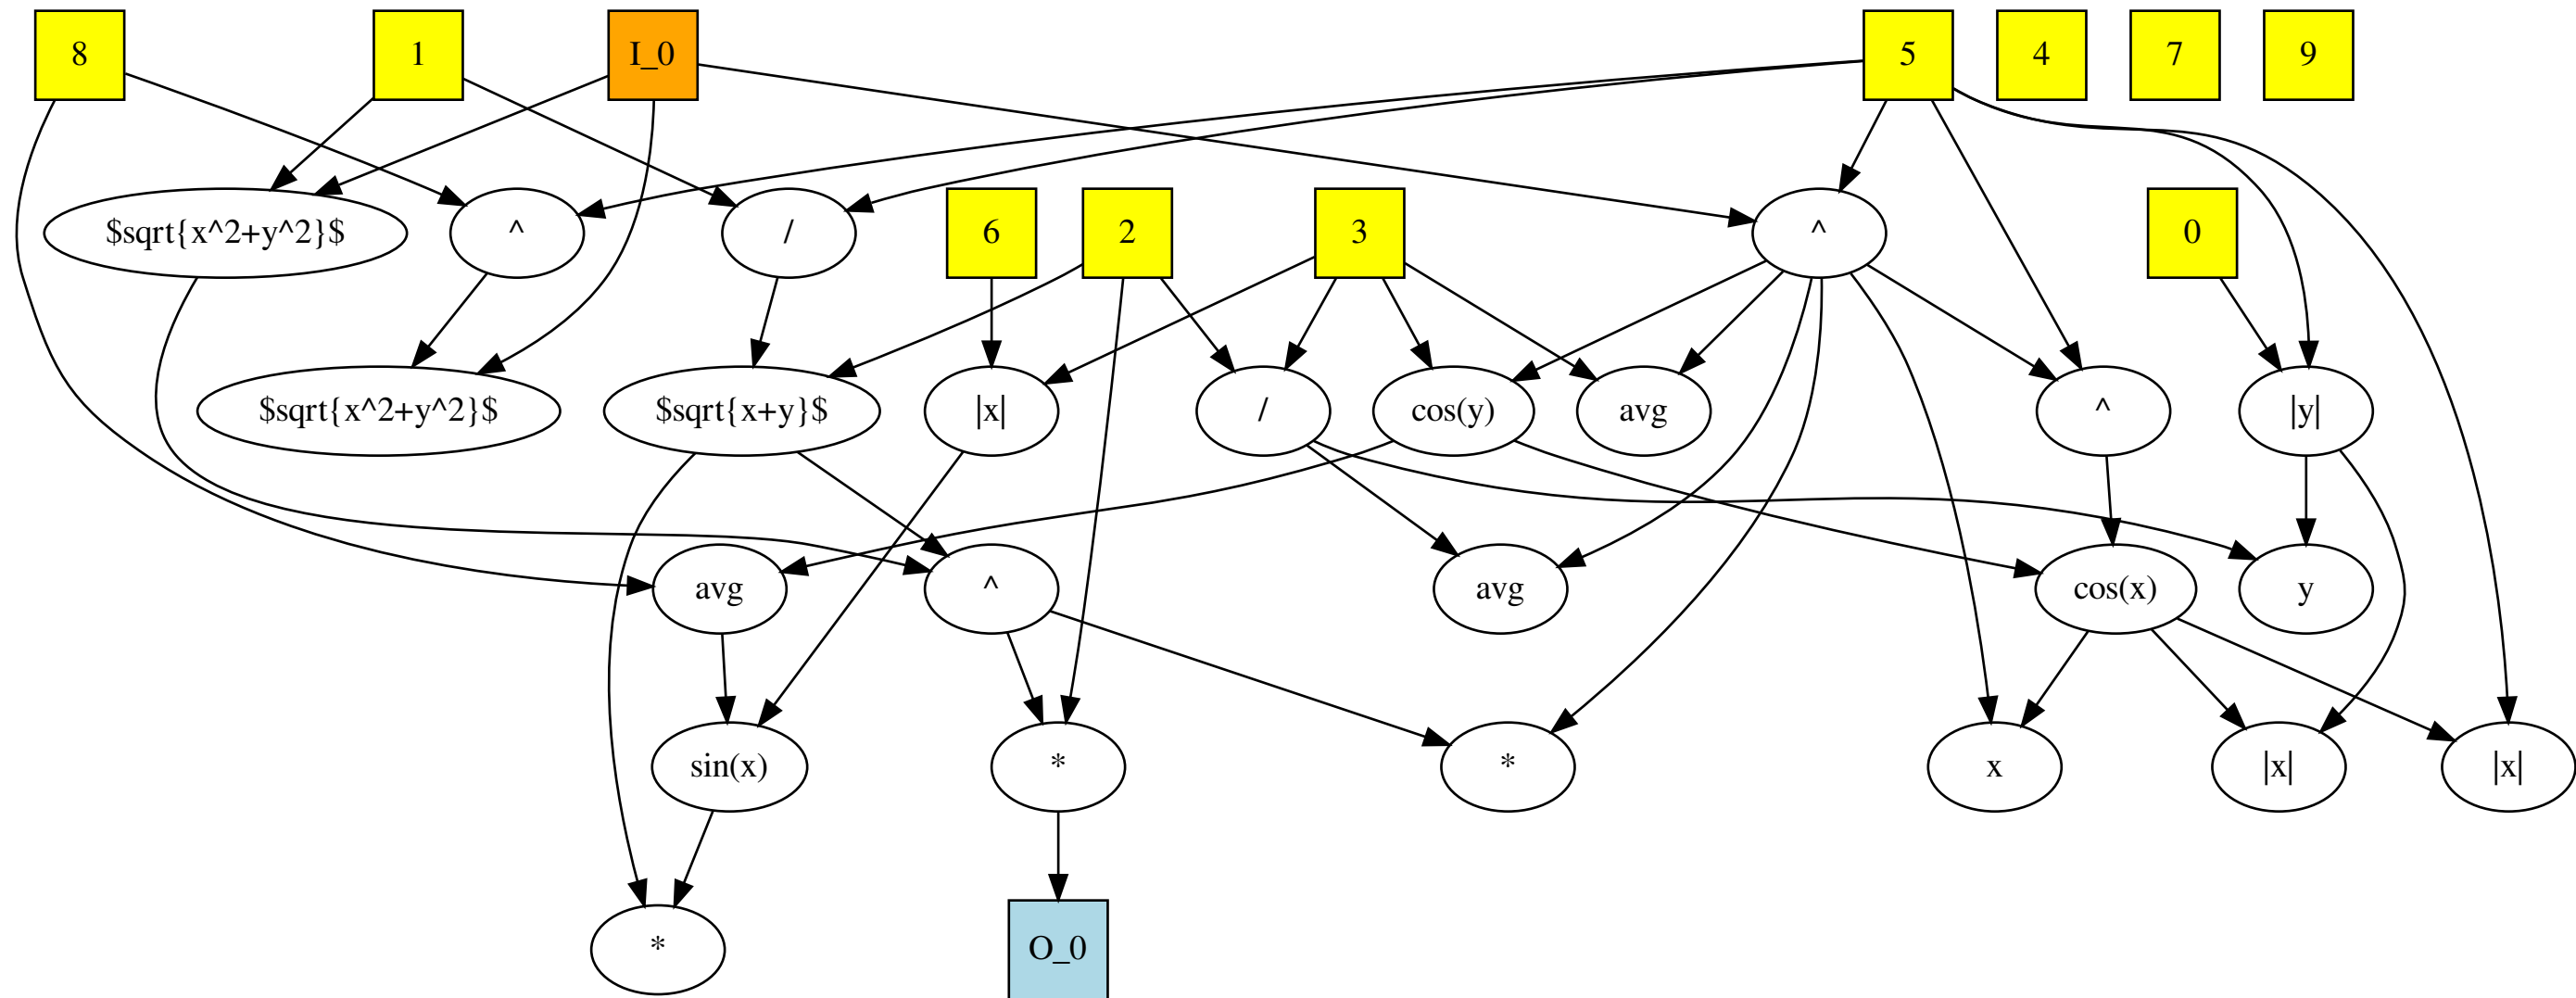 8
1
I_0
5
4
7
9
$sqrt{x^2+y^2}$
^
/
6
2
3
^
0
$sqrt{x^2+y^2}$
$sqrt{x+y}$
|x|
/
cos(y)
avg
^
|y|
avg
^
avg
cos(x)
y
sin(x)
*
*
x
|x|
|x|
*
O_0